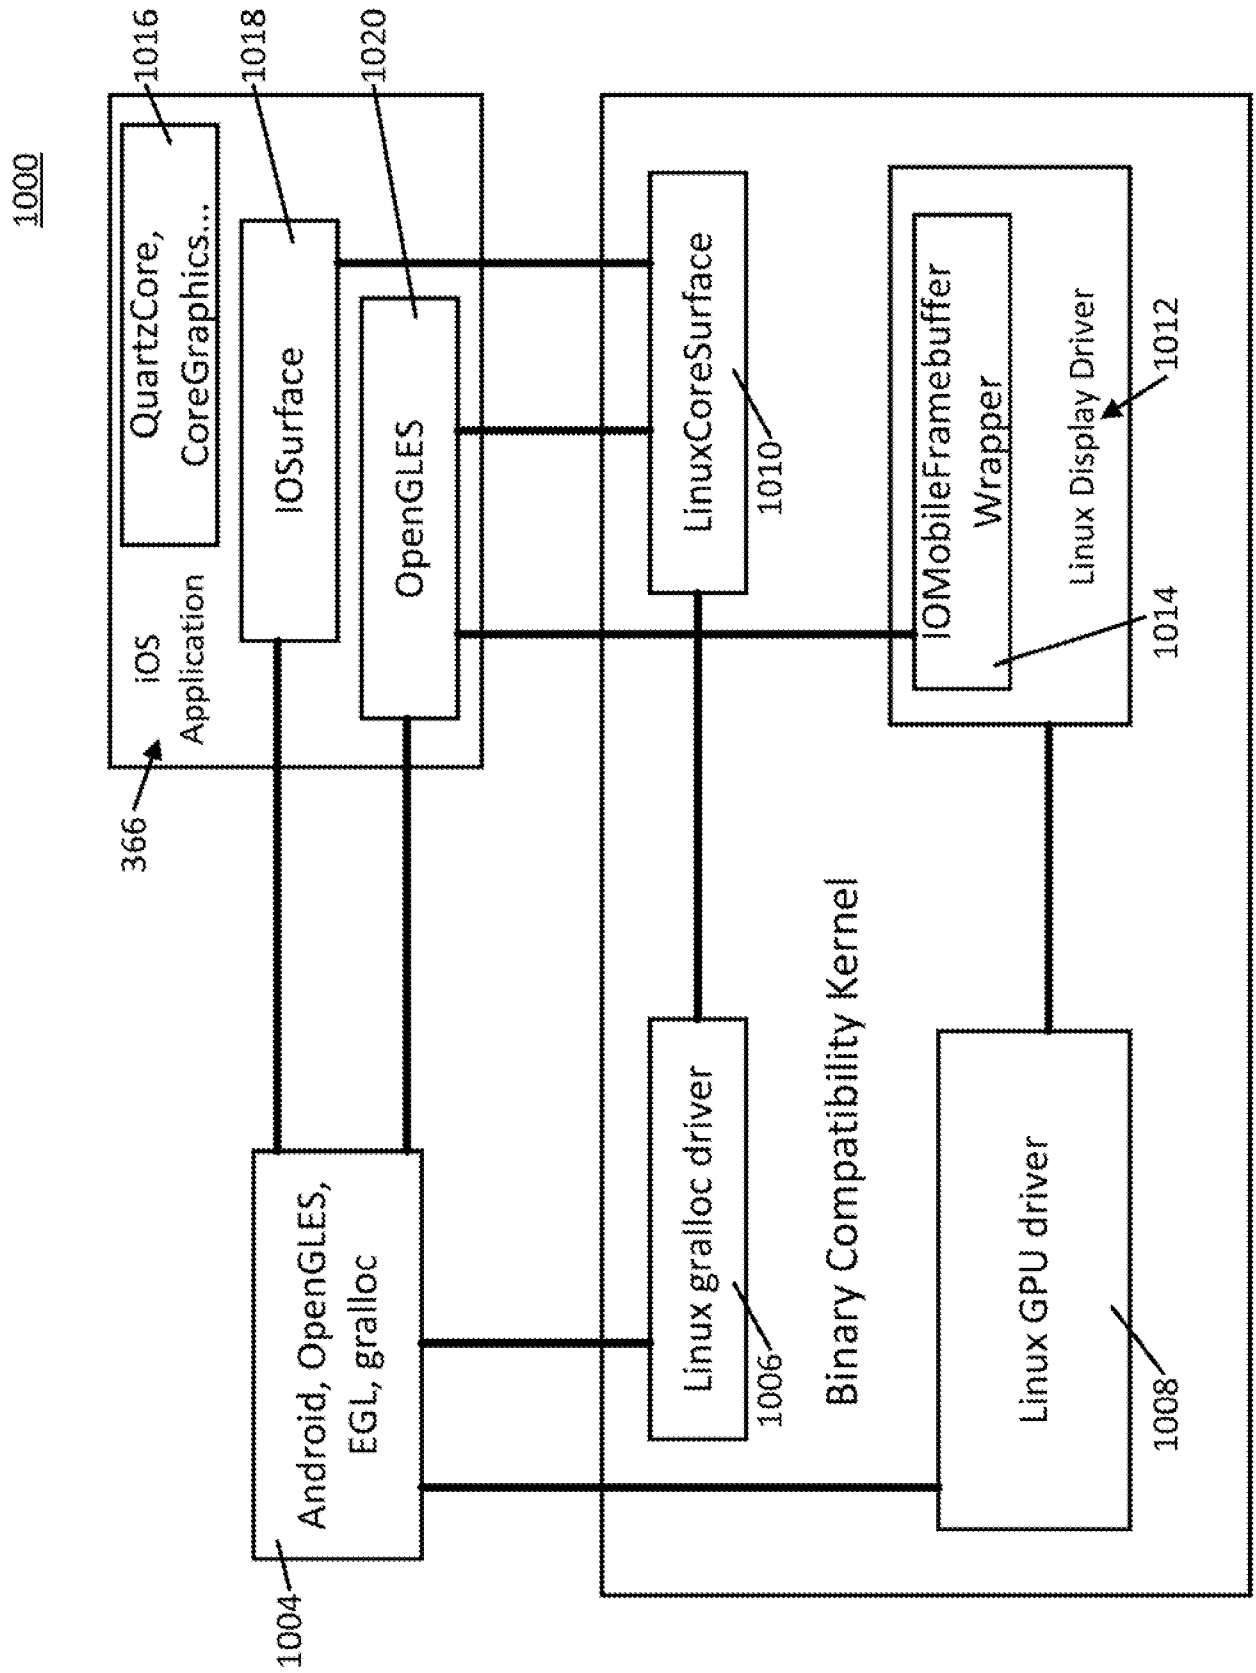 1000
1004
Android, OpenGLES,
EGL, gralloc
366
iOS
Application
QuartzCore,
CoreGraphics...
1016
IOSurface
1018
OpenGLES
1020
Linux gralloc driver
1006
LinuxCoreSurface
1010
Binary Compatibility Kernel
Linux GPU driver
1008
IOMobileFramebuffer
Wrapper
1014
Linux Display Driver
1012